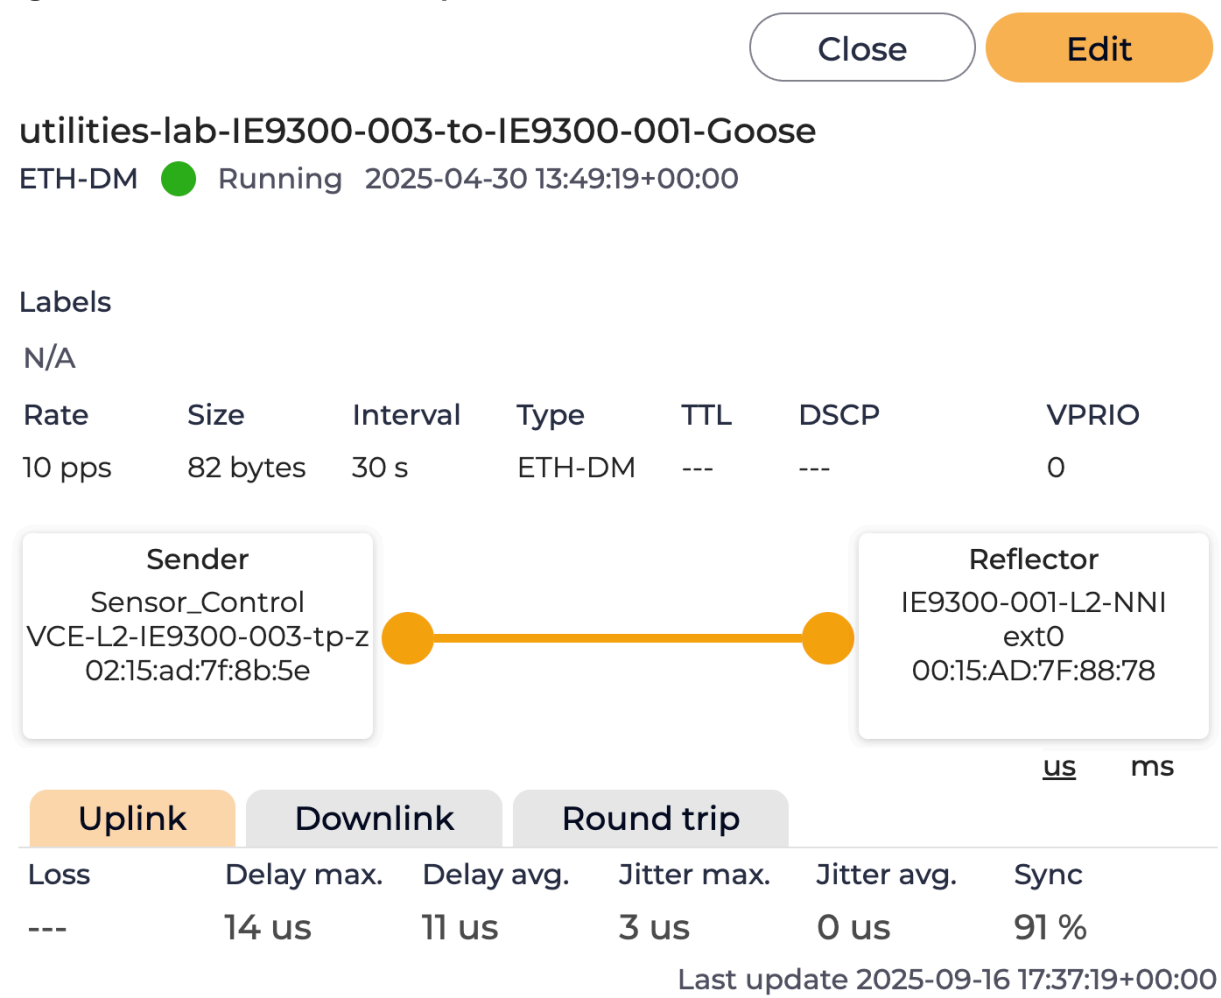 Close Edit
utilities-lab-IE9300-003-to-IE9300-001-Goose
ETH-DM Running 2025-04-30 13:49:19+00:00
Labels
N/A
Rate Size Interval Type TTL DSCP VPRIO
10 pps 82 bytes 30 s ETH-DM --- --- 0
Sender
Sensor_Control
VCE-L2-IE9300-003-tp-z
02:15:ad:7f:8b:5e
Reflector
IE9300-001-L2-NNI
ext0
00:15:AD:7F:88:78
us ms
Uplink Downlink Round trip
Loss Delay max. Delay avg. Jitter max. Jitter avg. Sync
--- 14 us 11 us 3 us 0 us 91 %
Last update 2025-09-16 17:37:19+00:00